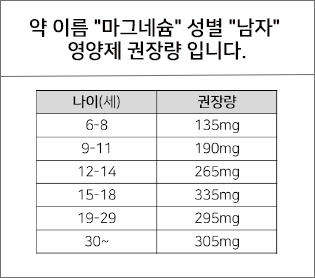 약 이름 "마그네슘" 성별 "남자"
영양제 권장량 입니다.
나이(세) 권장량
6-8 135mg
9-11 190mg
12-14 265mg
15-18 335mg
19-29 295mg
30~ 305mg